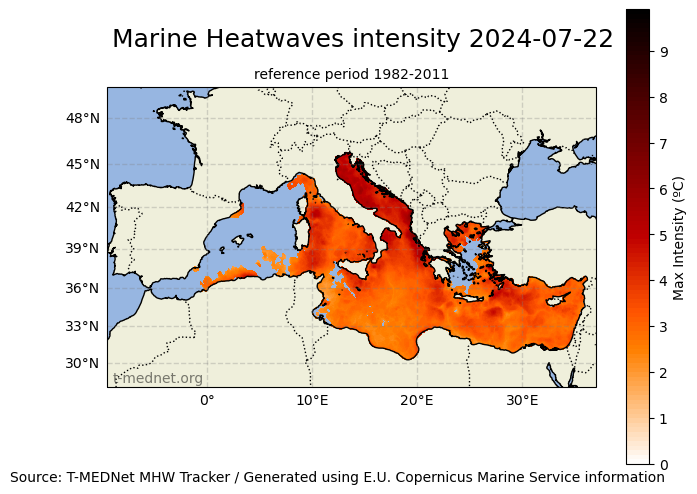 Marine Heatwaves intensity 2024-07-22
reference period 1982-2011
48°N
45°N
42°N
39°N
36°N
33°N
30°N
t-mednet.org
0°
10°E
20°E
30°E
9
8
7
6
5
4
3
2
1
0
Max Intensity (ºC)
Source: T-MEDNet MHW Tracker / Generated using E.U. Copernicus Marine Service information